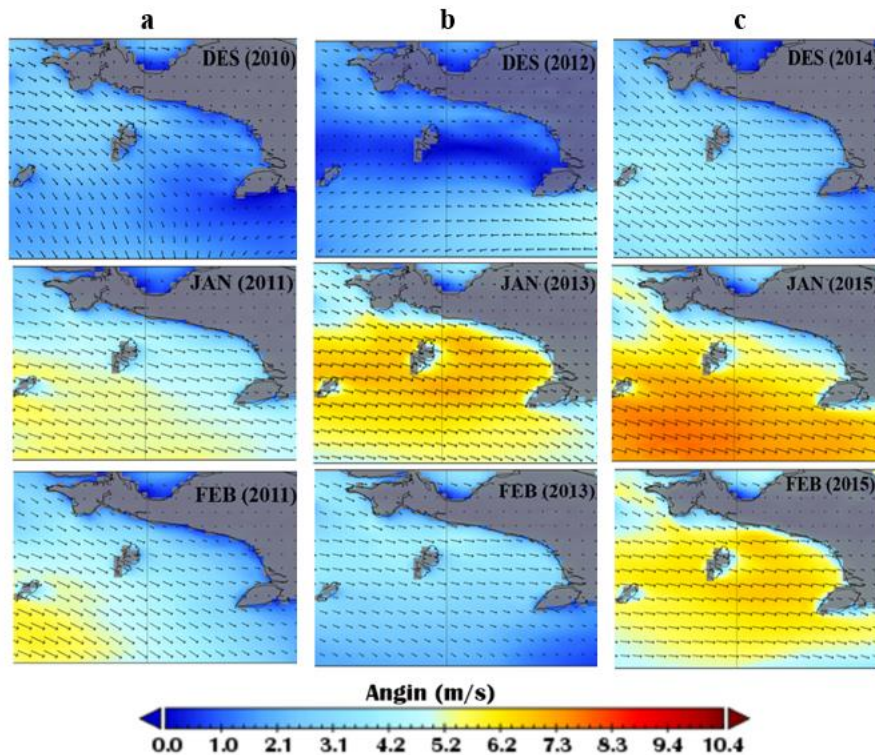 a b c
DES (2010) DES (2012) DES (2014)
JAN (2011) JAN (2013) JAN (2015)
FEB (2011) FEB (2013) FEB (2015)
Angin (m/s)
0.0 1.0 2.1 3.1 4.2 5.2 6.2 7.3 8.3 9.4 10.4